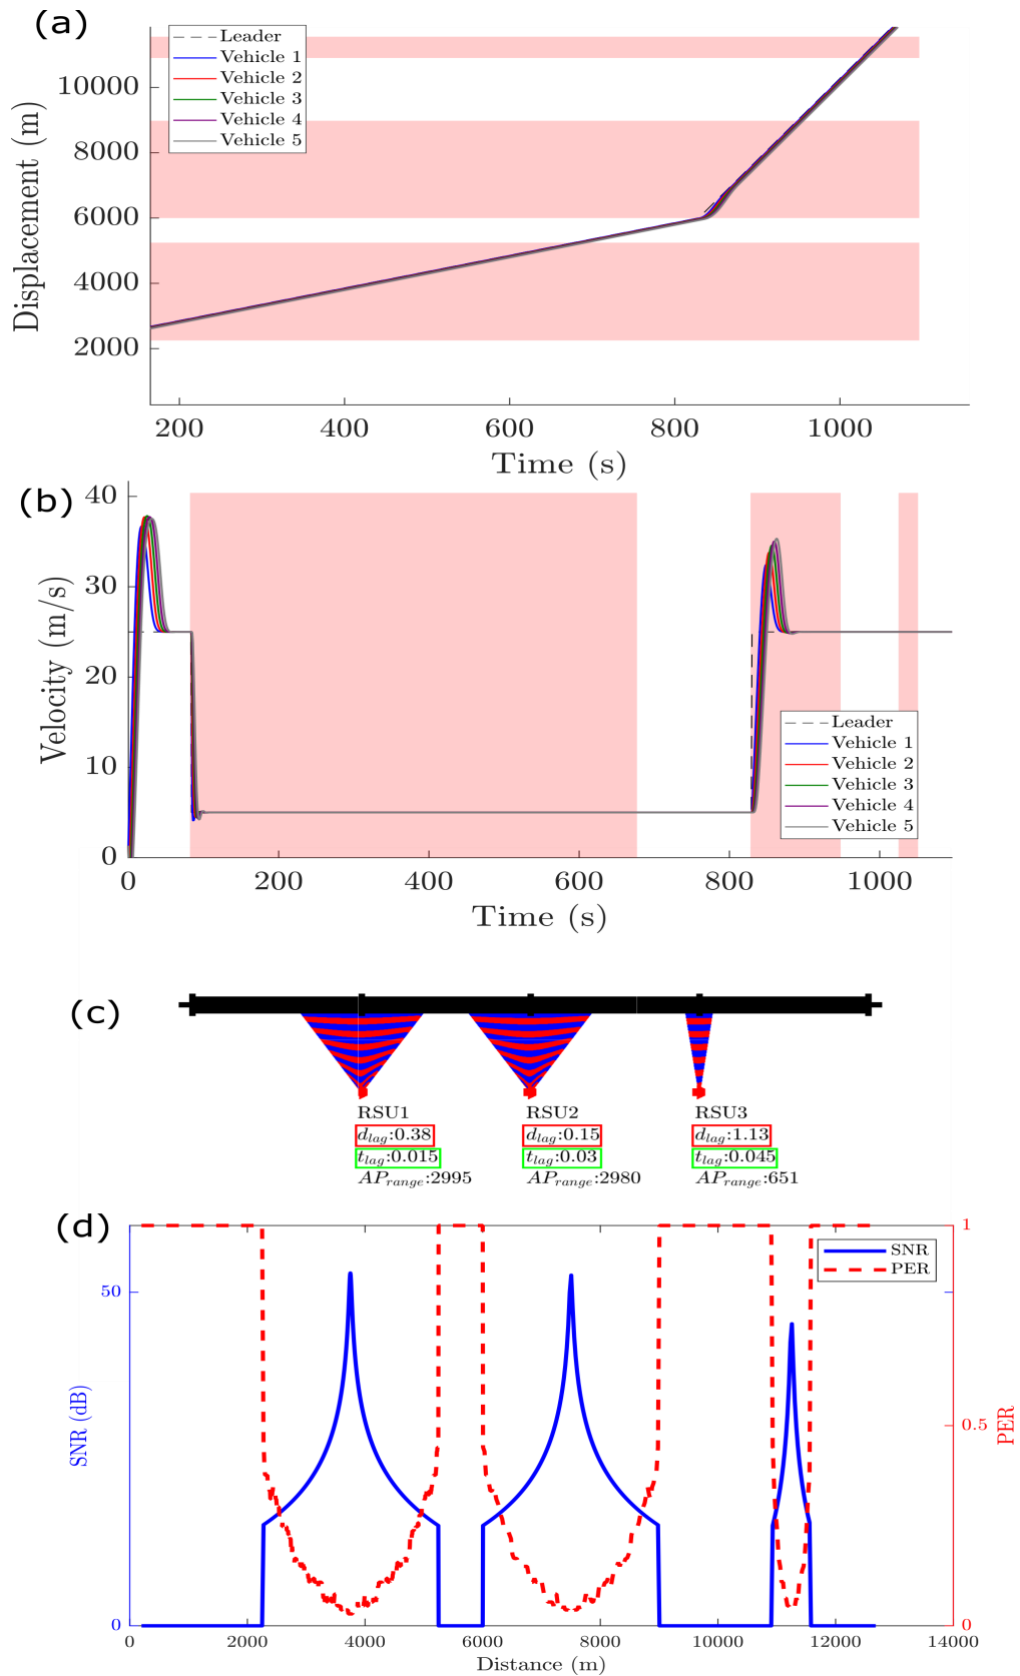 (a)
Leader
Vehicle 1
Vehicle 2
Vehicle 3
Vehicle 4
Vehicle 5
10000
8000
6000
4000
2000
Displacement (m)
200 400 600 800 1000
Time (s)
(b)
40
30
20
10
0
Velocity (m/s)
Leader
Vehicle 1
Vehicle 2
Vehicle 3
Vehicle 4
Vehicle 5
0 200 400 600 800 1000
Time (s)
(c)
RSU1 RSU2 RSU3
d_lag:0.38 d_lag:0.15 d_lag:1.13
t_lag:0.015 t_lag:0.03 t_lag:0.045
AP_range:2995 AP_range:2980 AP_range:651
(d)
SNR
PER
50
0
SNR (dB)
1
0.5
0
PER
0 2000 4000 6000 8000 10000 12000 14000
Distance (m)